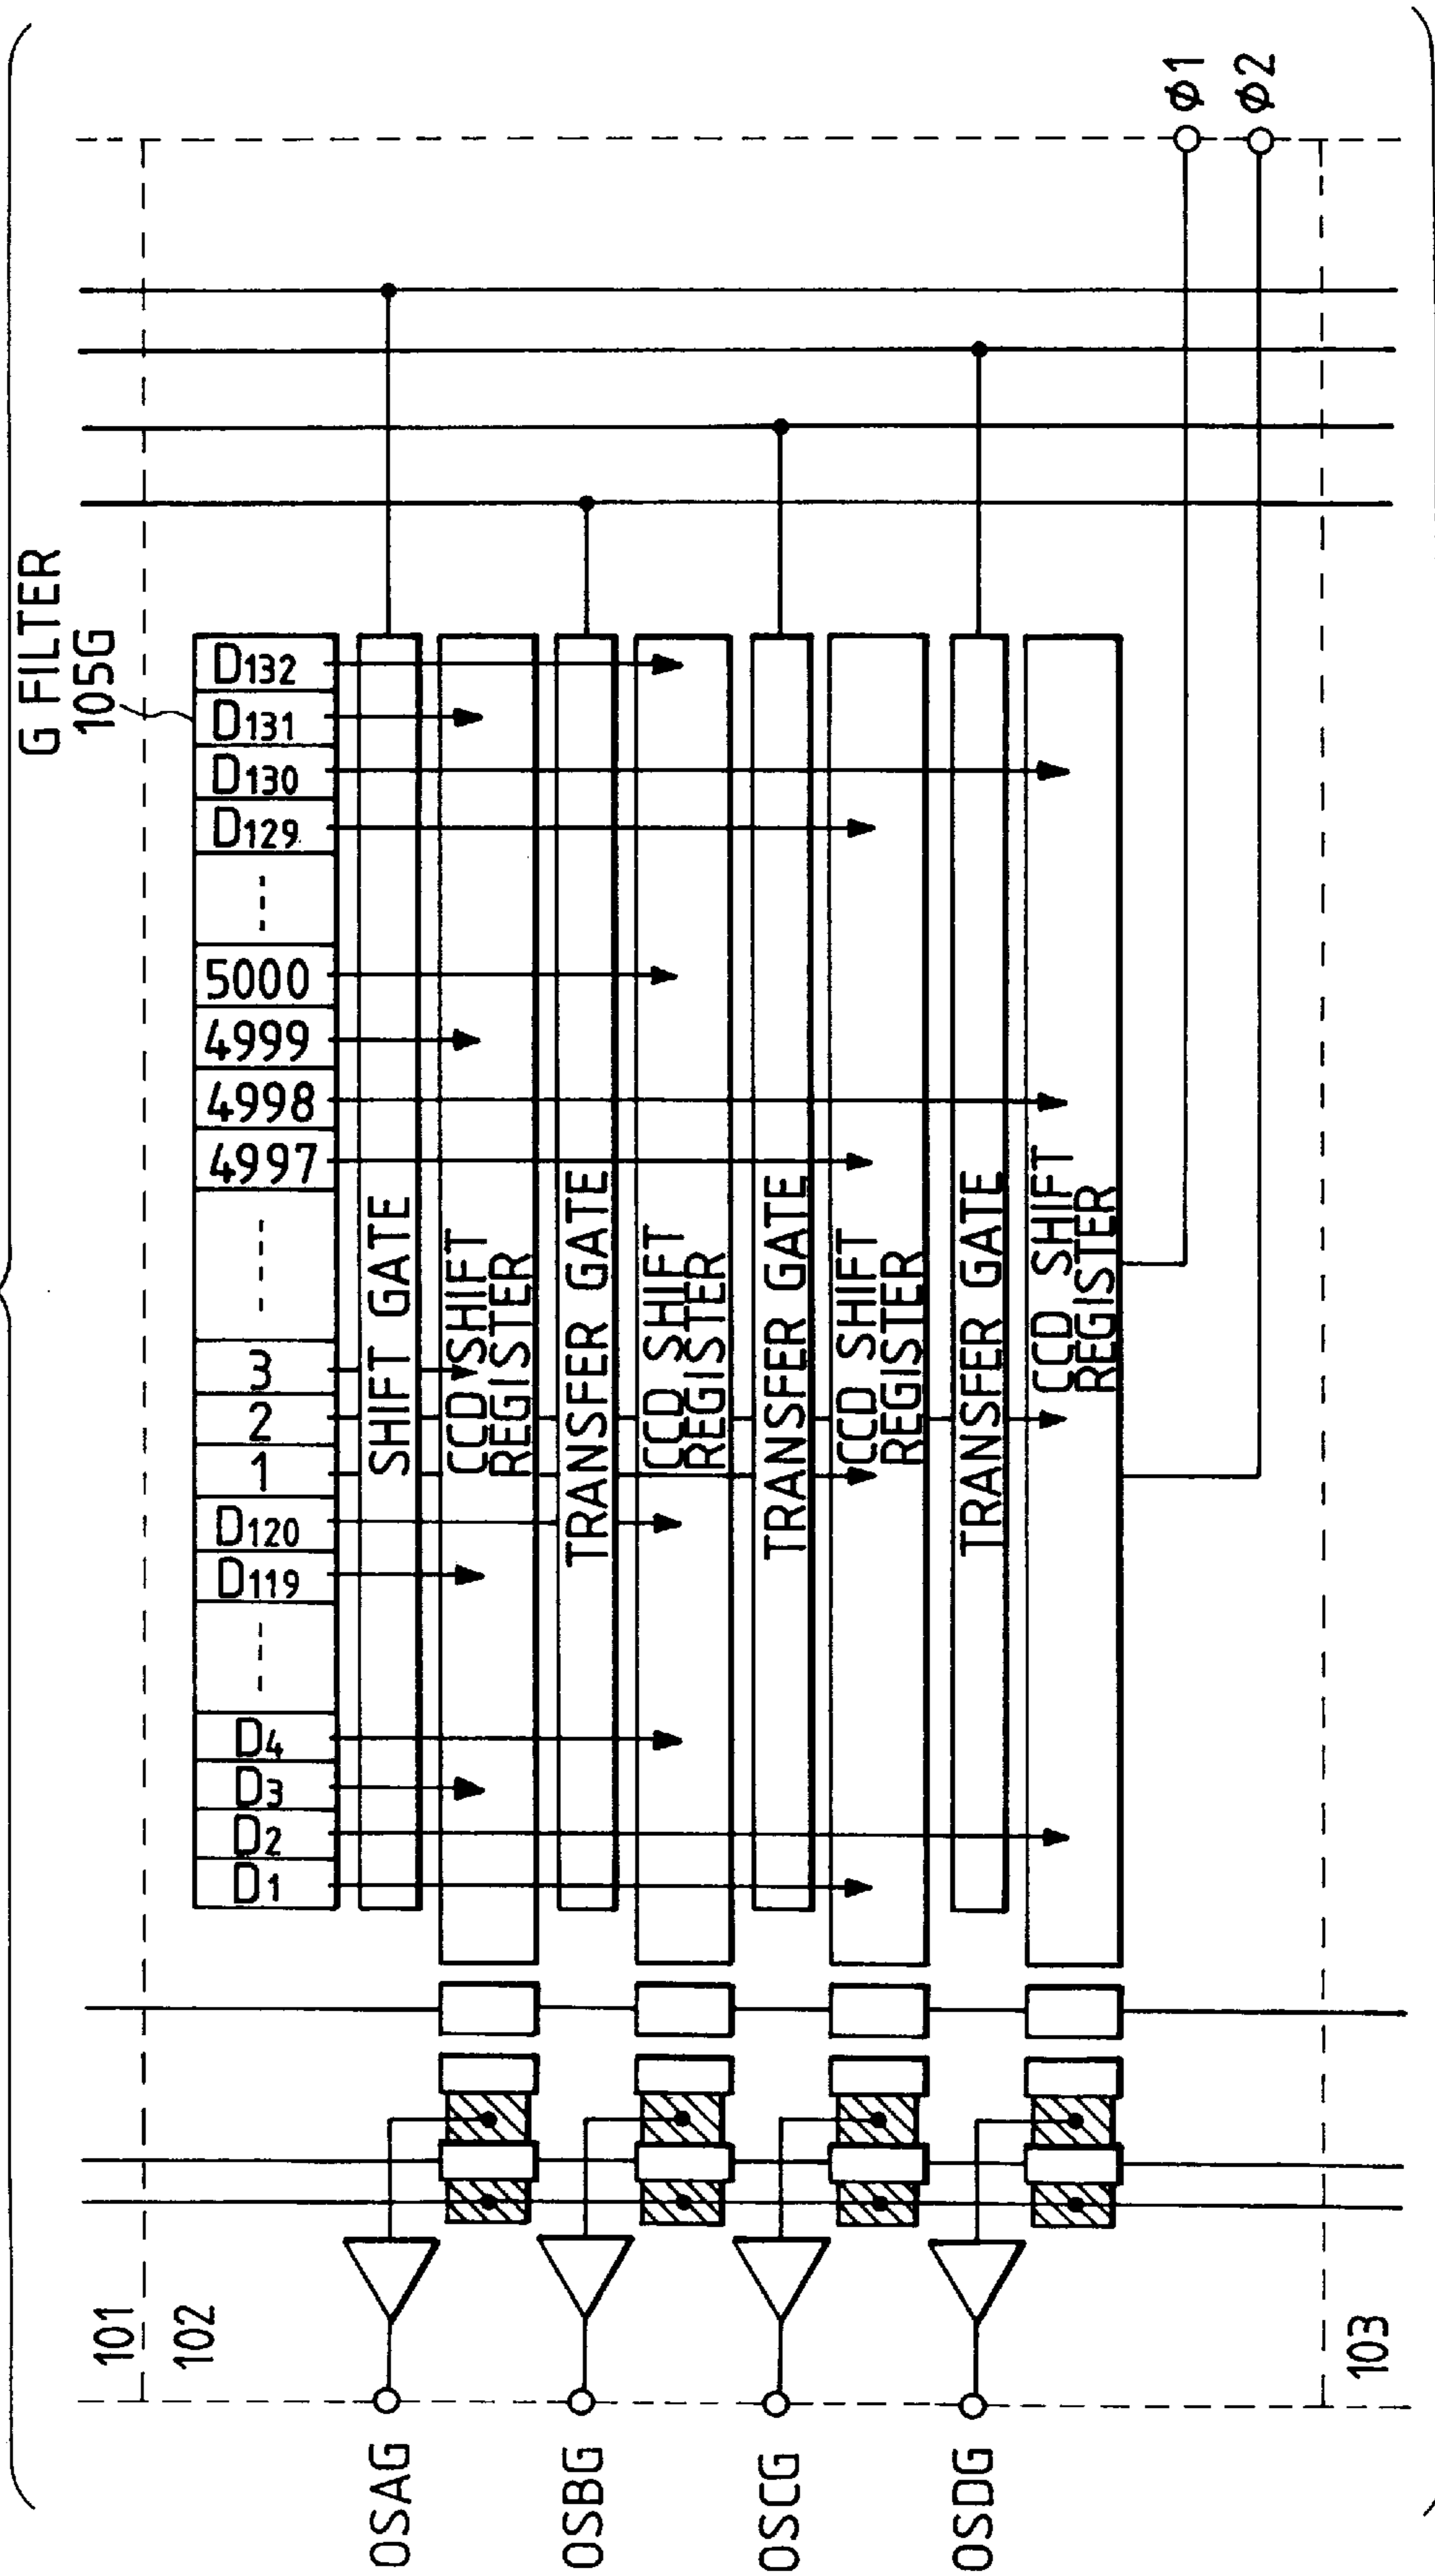 G FILTER
105G
101
102
103
D1
D2
D3
D4
D119
D120
1
2
3
4997
4998
4999
5000
D129
D130
D131
D132
SHIFT GATE
CCD SHIFT
REGISTER
TRANSFER GATE
CCD SHIFT
REGISTER
TRANSFER GATE
CCD SHIFT
REGISTER
TRANSFER GATE
CCD SHIFT
REGISTER
OSAG
OSBG
OSCG
OSDG
ø1
ø2